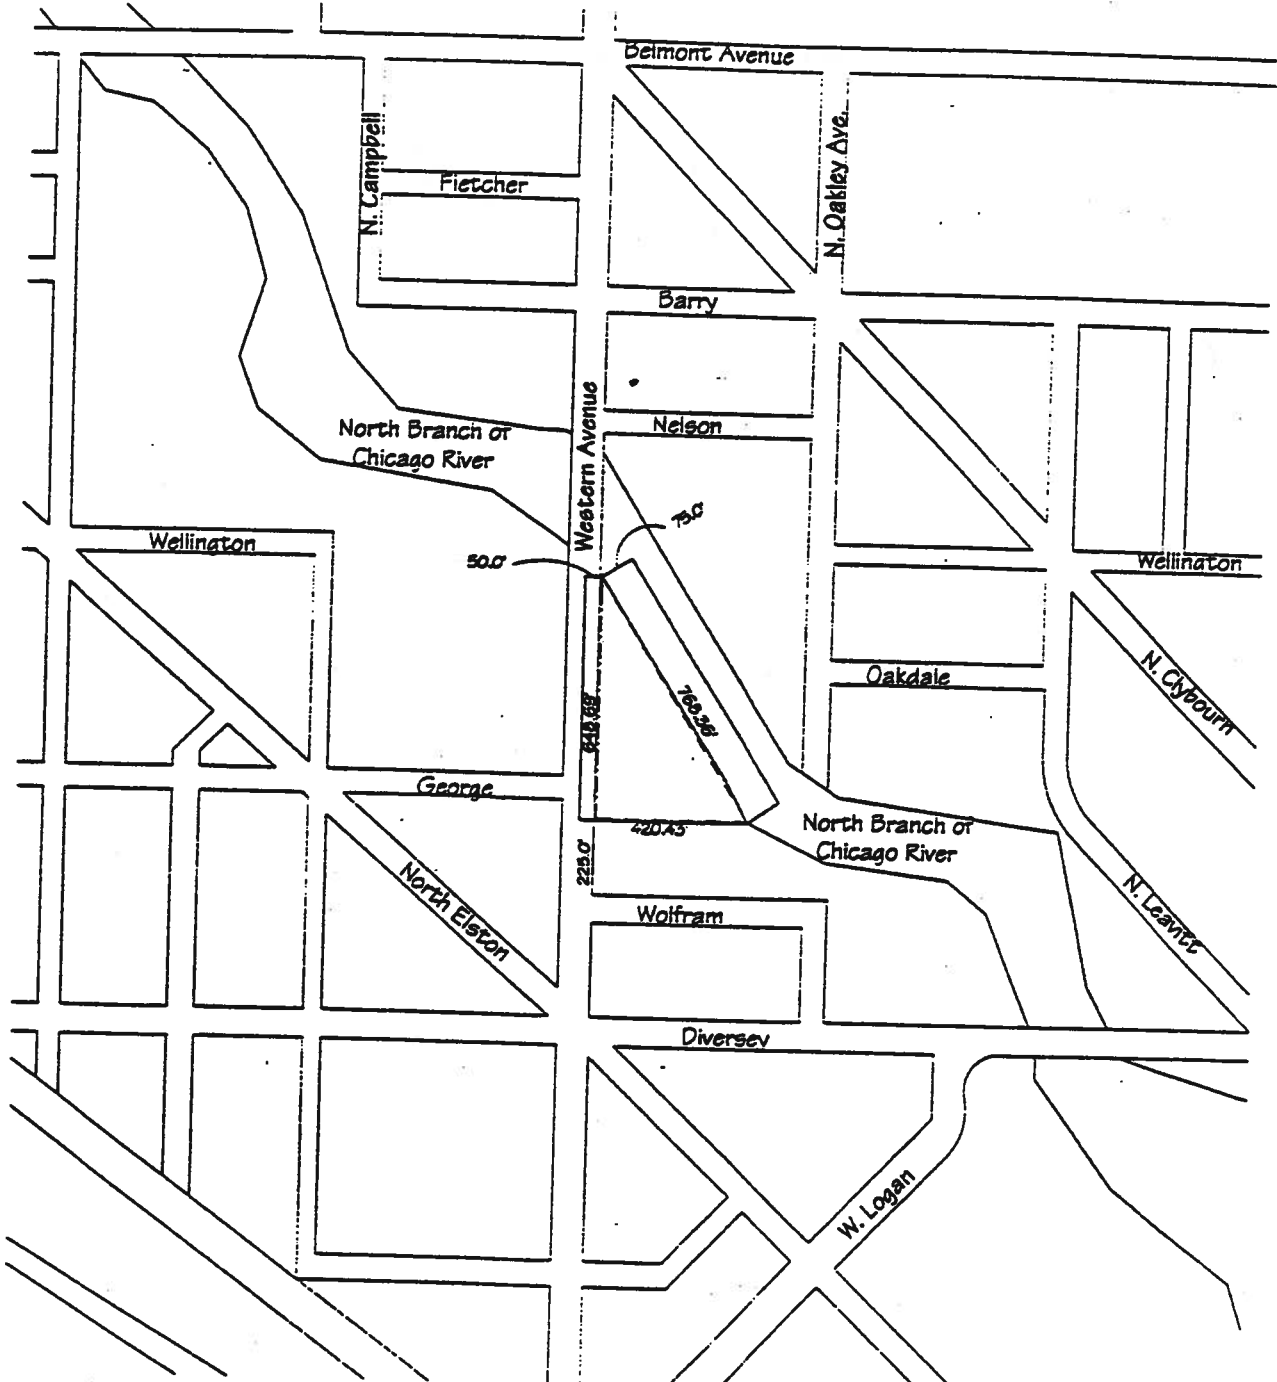 Belmont Avenue
N. Campbell
N. Oakley Ave.
Fletcher
Barry
Western Avenue
Nelson
North Branch of
Chicago River
75.0'
Wellington
50.0'
Wellington
N. Clybourn
Oakdale
768.36'
George
420.43'
North Branch of
Chicago River
225.0'
North Elston
N. Leavitt
Wolfram
Diversey
W. Logan